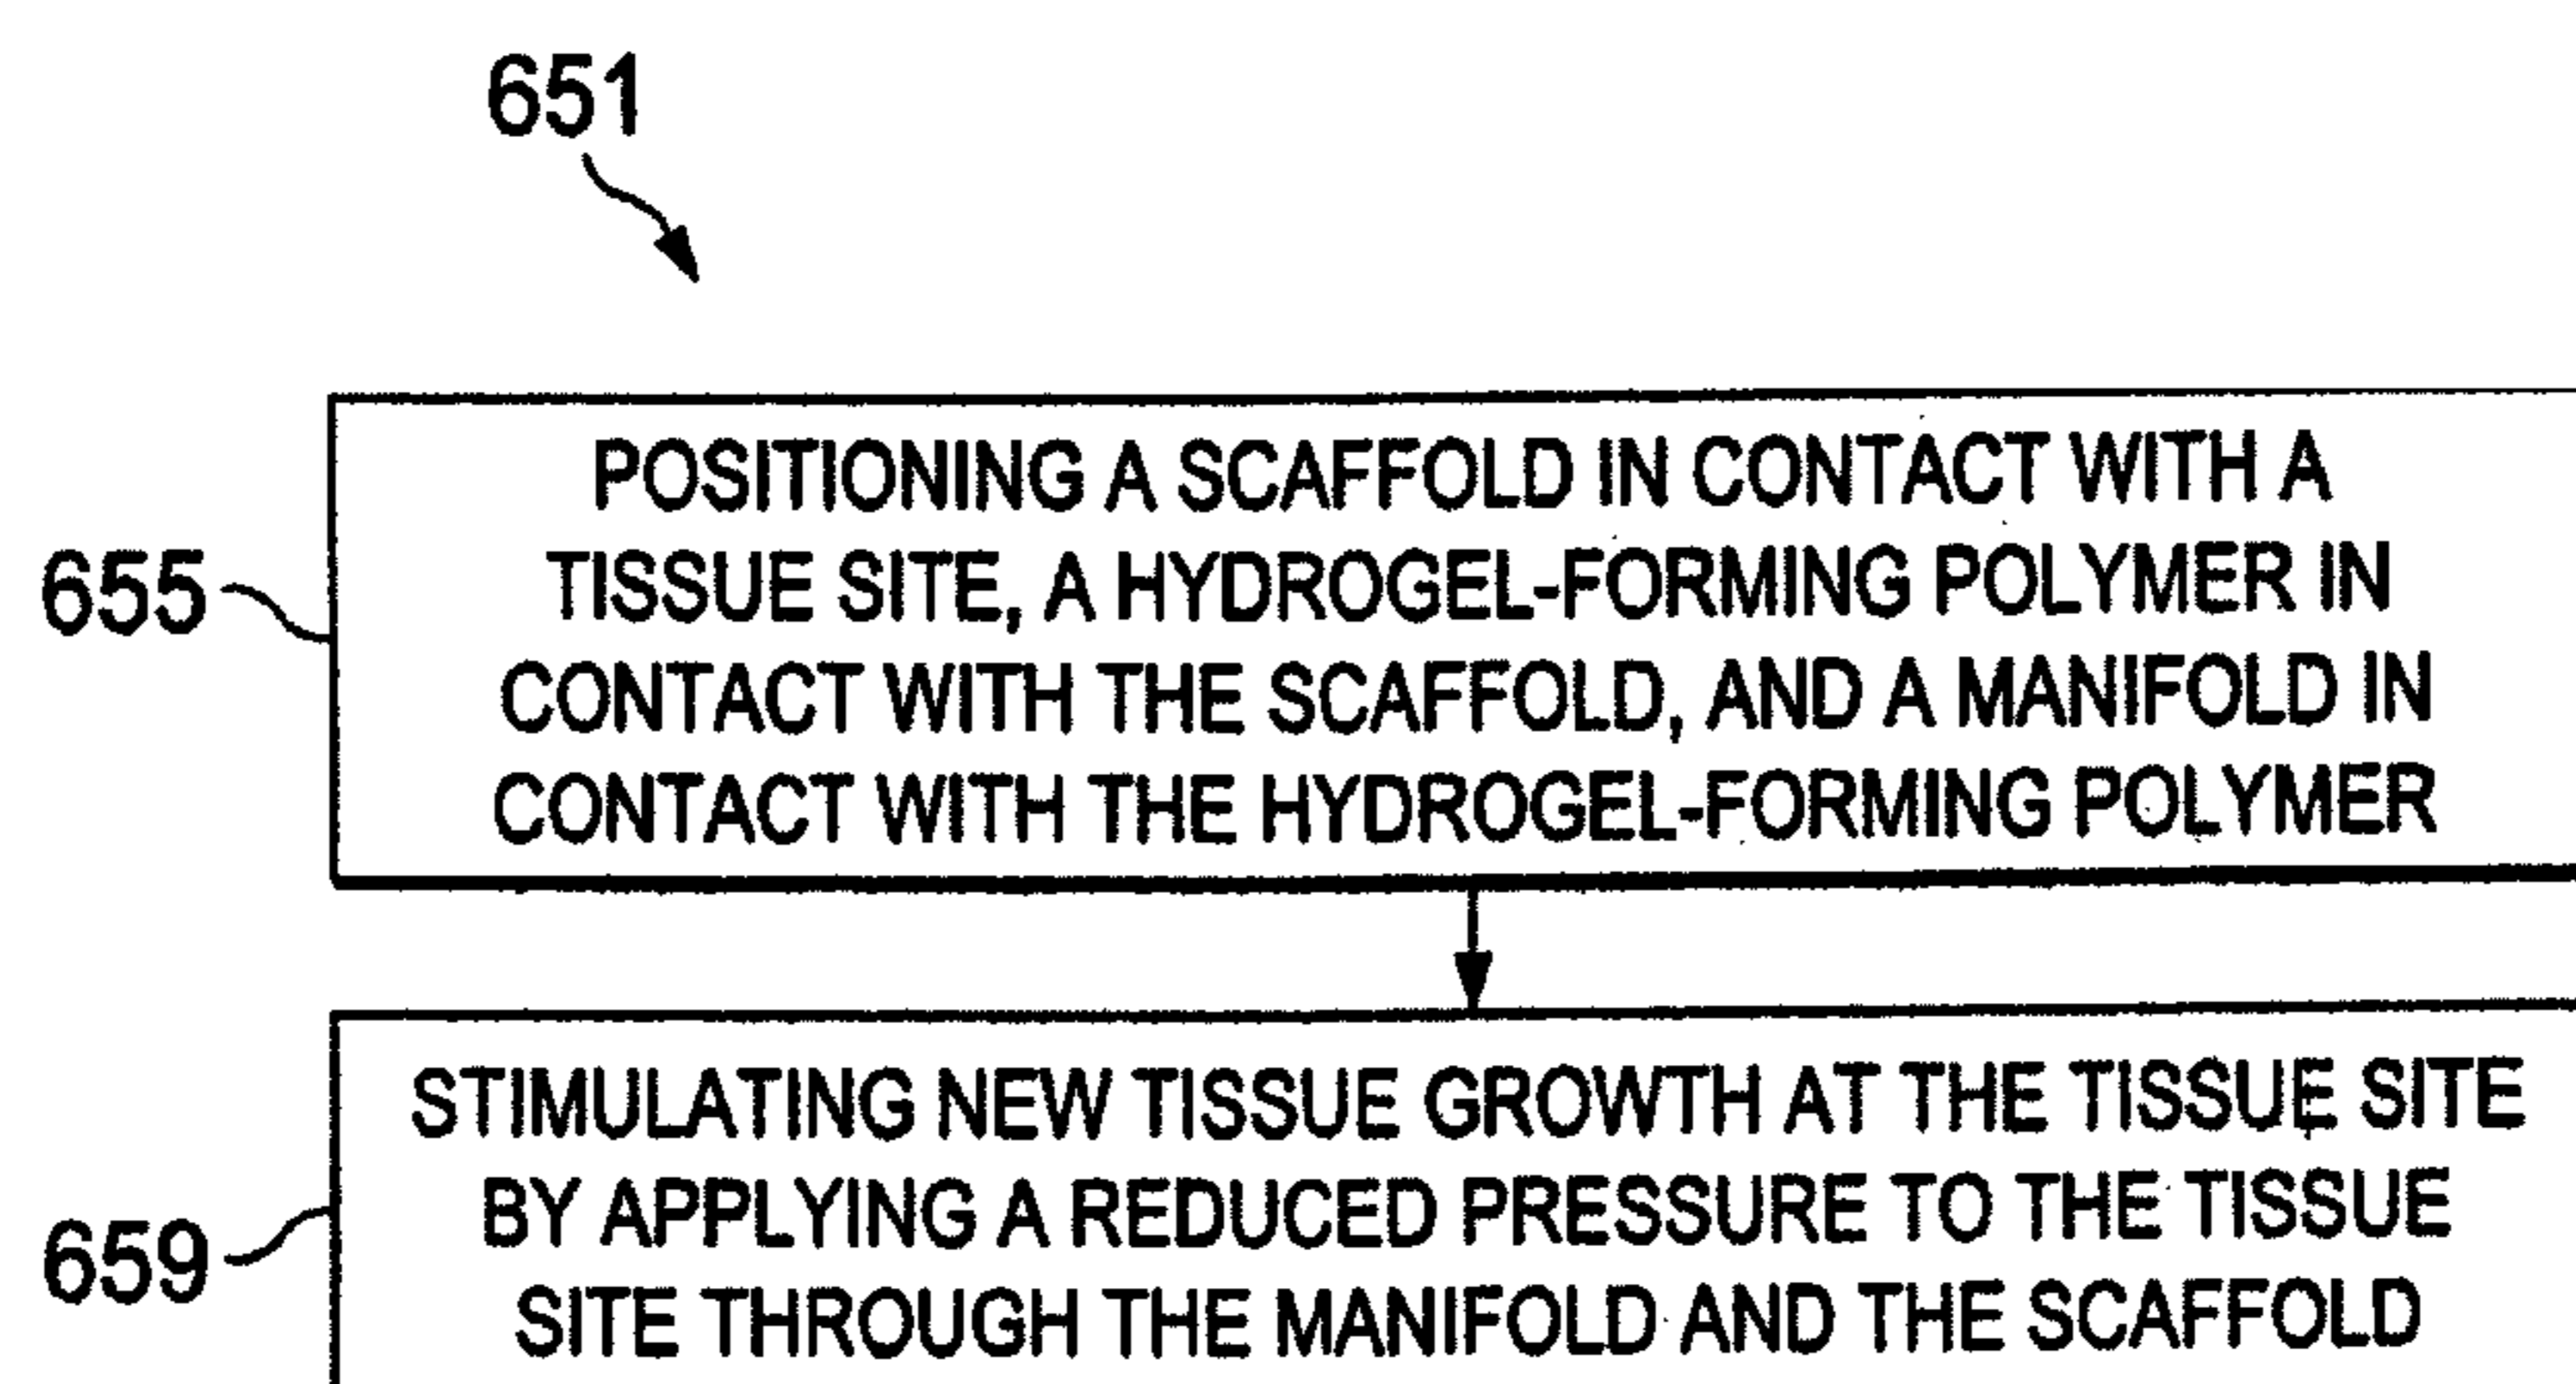 651
655
POSITIONING A SCAFFOLD IN CONTACT WITH A
TISSUE SITE, A HYDROGEL-FORMING POLYMER IN
CONTACT WITH THE SCAFFOLD, AND A MANIFOLD IN
CONTACT WITH THE HYDROGEL-FORMING POLYMER
659
STIMULATING NEW TISSUE GROWTH AT THE TISSUE SITE
BY APPLYING A REDUCED PRESSURE TO THE TISSUE
SITE THROUGH THE MANIFOLD AND THE SCAFFOLD